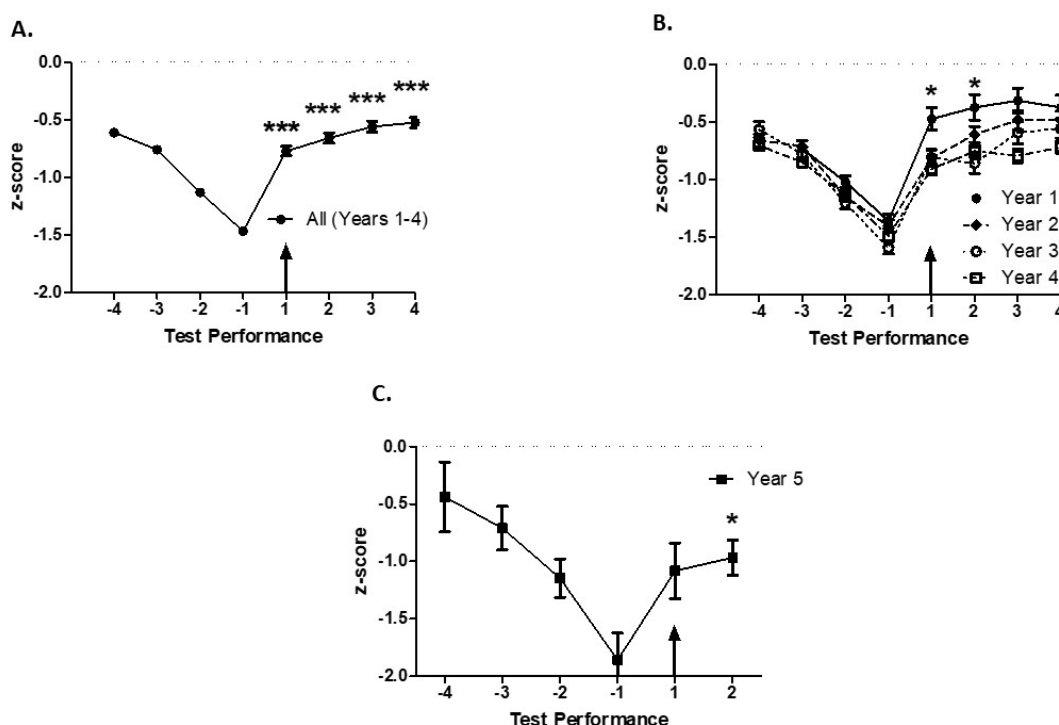 A.
0.0
-0.5
-1.0
-1.5
-2.0
z-score
*** *** *** ***
All (Years 1-4)
-4 -3 -2 -1 1 2 3 4
Test Performance
B.
0.0
-0.5
-1.0
-1.5
-2.0
z-score
* *
Year 1
Year 2
Year 3
Year 4
-4 -3 -2 -1 1 2 3 4
Test Performance
C.
0.0
-0.5
-1.0
-1.5
-2.0
z-score
Year 5
*
-4 -3 -2 -1 1 2
Test Performance